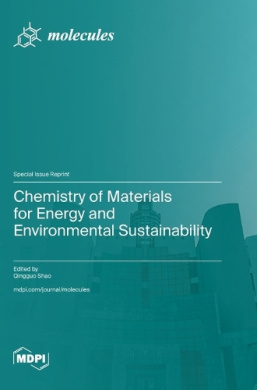 molecules
Special Issue Reprint
Chemistry of Materials
for Energy and
Environmental Sustainability
Edited by
Qingguo Shao
mdpi.com/journal/molecules
MDPI